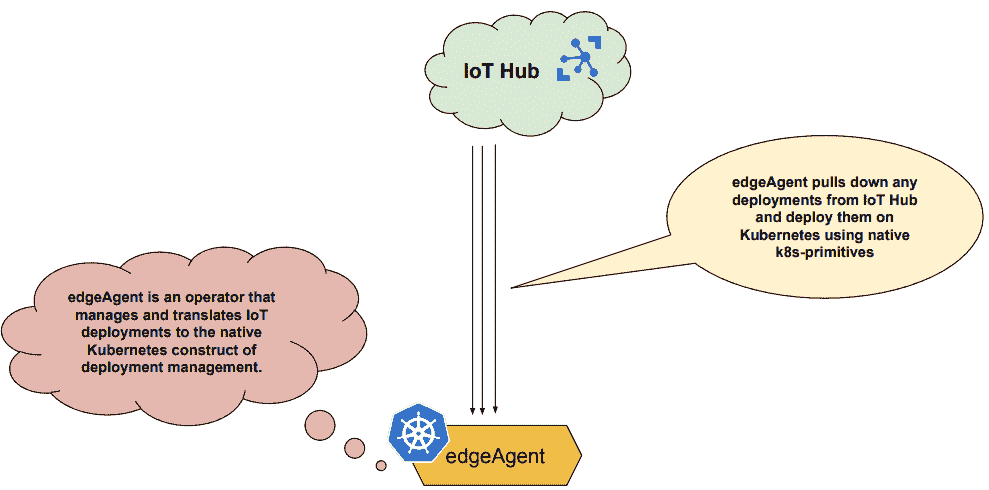 IoT Hub
edgeAgent pulls down any
deployments from IoT Hub
and deploy them on
Kubernetes using native
k8s-primitives
edgeAgent is an operator that
manages and translates IoT
deployments to the native
Kubernetes construct of
deployment management.
edgeAgent